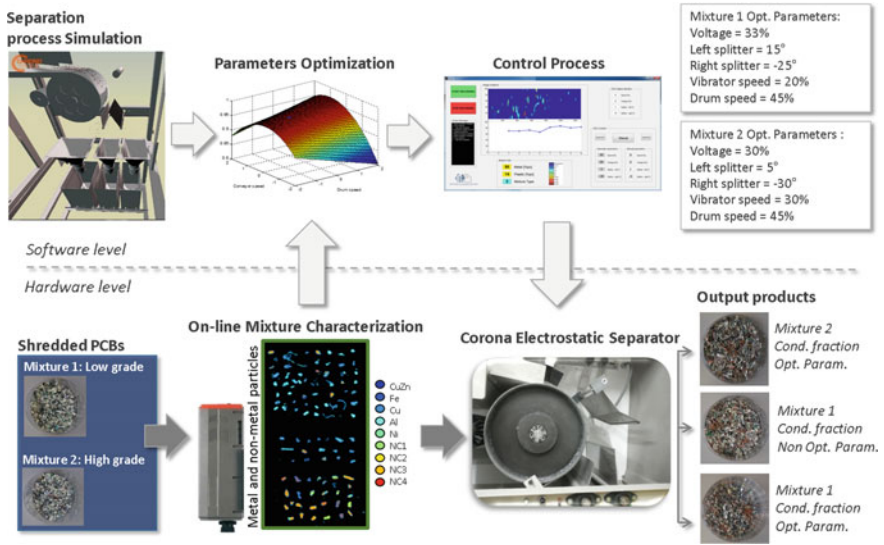 Separation
process Simulation
Parameters Optimization
Control Process
Mixture 1 Opt. Parameters:
Voltage = 33%
Left splitter = 15°
Right splitter = -25°
Vibrator speed = 20%
Drum speed = 45%
Mixture 2 Opt. Parameters :
Voltage = 30%
Left splitter = 5°
Right splitter = -30°
Vibrator speed = 30%
Drum speed = 45%
Drum speed
Software level
Hardware level
Shredded PCBs
Mixture 1: Low grade
Mixture 2: High grade
On-line Mixture Characterization
Metal and non-metal particles
CuZn
Fe
Cu
Al
Ni
NC1
NC2
NC3
NC4
Corona Electrostatic Separator
Output products
Mixture 2
Cond. fraction
Opt. Param.
Mixture 1
Cond. fraction
Non Opt. Param.
Mixture 1
Cond. fraction
Opt. Param.